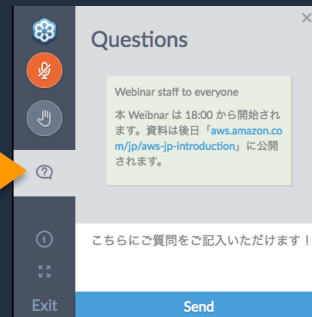 Questions
Webinar staff to everyone
本 Weibnar は 18:00 から開始され
ます。資料は後日「aws.amazon.co
m/jp/aws-jp-introduction」に公開
されます。
こちらにご質問をご記入いただけます！
Exit
Send